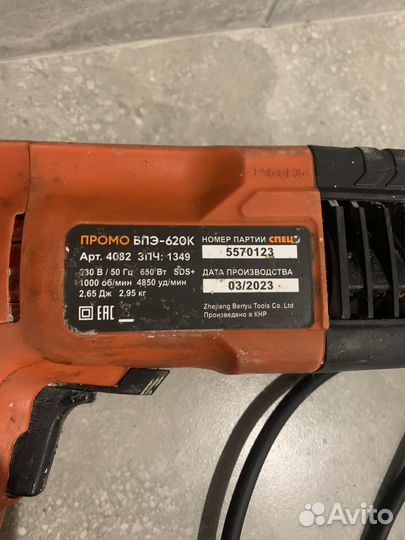 ПРОМО БПЭ-620К
Арт. 4082 ЗПЧ: 1349
230 В / 50 Гц 650 Вт SDS+
1000 об/мин 4850 уд/мин
2,65 Дж 2,95 кг
EAC
НОМЕР ПАРТИИ СПЕЦ
5570123
ДАТА ПРОИЗВОДСТВА
03/2023
Zhejiang Benyu Tools Co. Ltd
Произведено в КНР
Avito